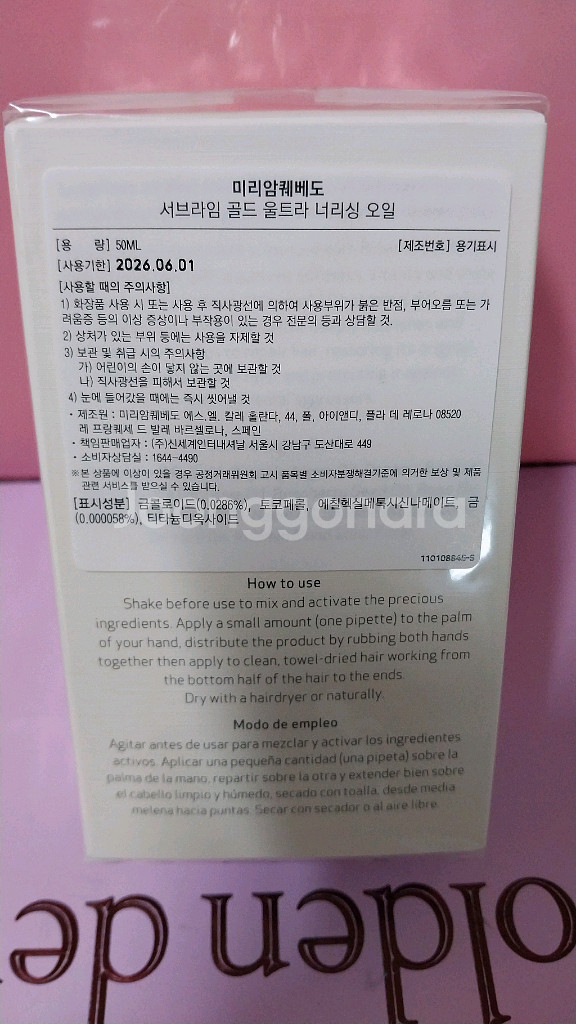 미리암퀘베도
서브라임 골드 울트라 너리싱 오일
[용 량] 50ML [제조번호] 용기표시
[사용기한] 2026.06.01
[사용할 때의 주의사항]
1) 화장품 사용 시 또는 사용 후 직사광선에 의하여 사용부위가 붉은 반점, 부어오름 또는 가
려움증 등의 이상 증상이나 부작용이 있는 경우 전문의 등과 상담할 것.
2) 상처가 있는 부위 등에는 사용을 자제할 것
3) 보관 및 취급 시의 주의사항
가) 어린이의 손이 닿지 않는 곳에 보관할 것
나) 직사광선을 피해서 보관할 것
4) 눈에 들어갔을 때에는 즉시 씻어낼 것
• 제조원 : 미리암퀘베도 에스.엘. 칼레 홀란다, 44, 폴, 아이앤디, 플라 데 레로나 08520
레 프랑퀘세 드 발레 바르셀로나, 스페인
• 책임판매업자 : (주)신세계인터내셔날 서울시 강남구 도산대로 449
• 소비자상담실 : 1644-4490
※본 상품에 이상이 있을 경우 공정거래위원회 고시 품목별 소비자분쟁해결기준에 의거한 보상 및 제품
관련 서비스를 받으실 수 있습니다.
[표시성분] 금콜로이드(0.0286%), 토코페롤, 에칠헥실메톡시신나메이트, 금
(0.000058%), 티타늄디옥사이드
Joonggonara
110108845-S
How to use
Shake before use to mix and activate the precious
ingredients. Apply a small amount (one pipette) to the palm
of your hand, distribute the product by rubbing both hands
together then apply to clean, towel-dried hair working from
the bottom half of the hair to the ends.
Dry with a hairdryer or naturally.
Modo de empleo
Agitar antes de usar para mezclar y activar los ingredientes
activos. Aplicar una pequeña cantidad (una pipeta) sobre la
palma de la mano, repartir sobre la otra y extender bien sobre
el cabello limpio y húmedo, secado con toalla, desde media
melena hacia puntas. Secar con secador o al aire libre.